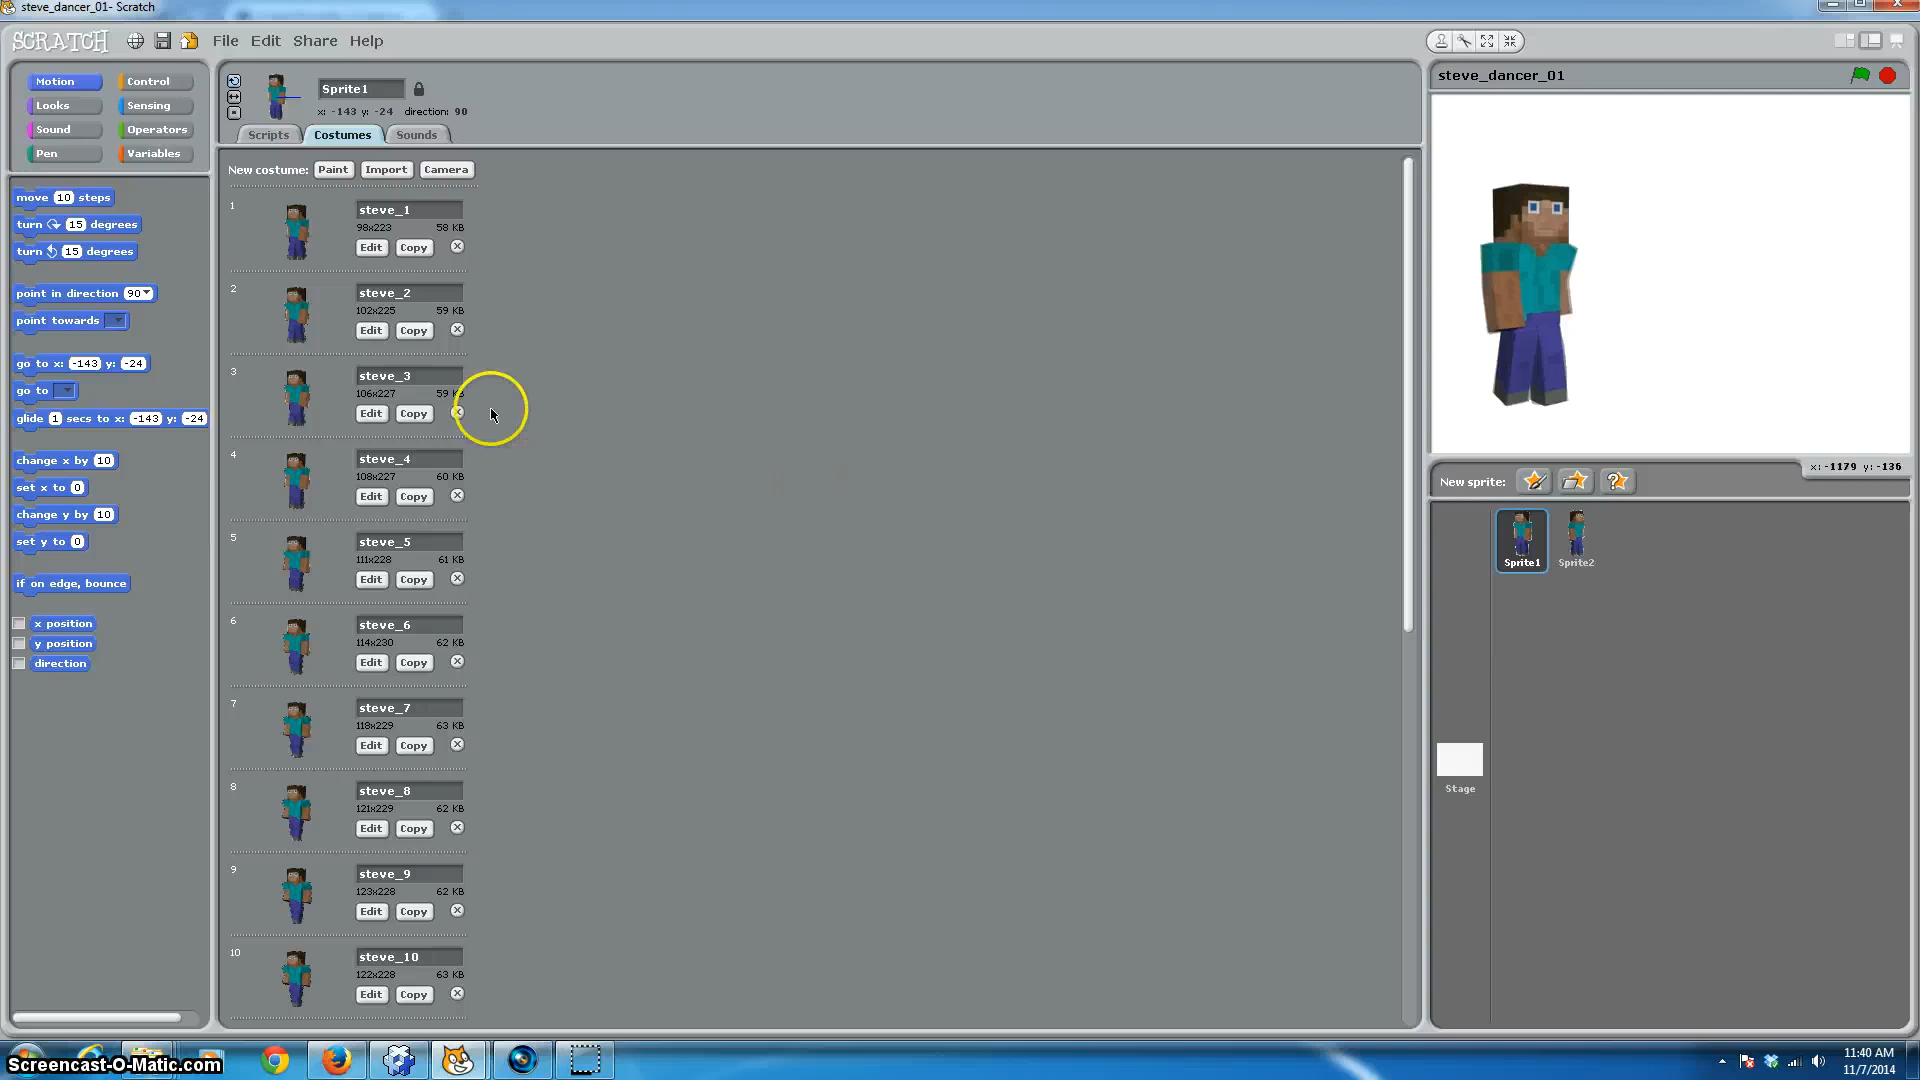 steve_dancer_01- Scratch
SCRATCH File Edit Share Help
Motion Control
Looks Sensing
Sound Operators
Pen Variables
move 10 steps
turn 15 degrees
turn 15 degrees
point in direction 90
point towards
go to x: -143 y: -24
go to
glide 1 secs to x: -143 y: -24
change x by 10
set x to 0
change y by 10
set y to 0
if on edge, bounce
x position
y position
direction
Sprite1
x: -143 y: -24 direction: 90
Scripts Costumes Sounds
New costume: Paint Import Camera
1 steve_1
98x223 58 KB
Edit Copy
2 steve_2
102x225 59 KB
Edit Copy
3 steve_3
106x227 59 KB
Edit Copy
4 steve_4
108x227 60 KB
Edit Copy
5 steve_5
111x228 61 KB
Edit Copy
6 steve_6
114x230 62 KB
Edit Copy
7 steve_7
118x229 63 KB
Edit Copy
8 steve_8
121x229 62 KB
Edit Copy
9 steve_9
123x228 62 KB
Edit Copy
10 steve_10
122x228 63 KB
Edit Copy
steve_dancer_01
x: -1179 y: -136
New sprite:
Sprite1 Sprite2
Stage
Screencast-O-Matic.com
11:40 AM
11/7/2014